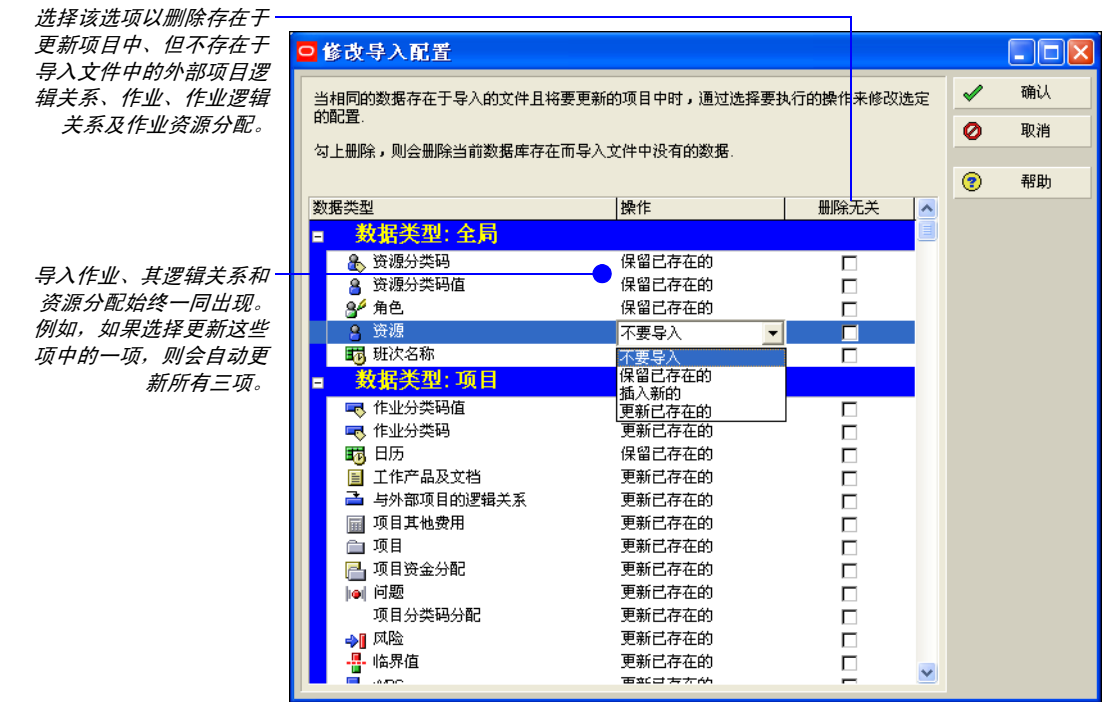 选择该选项以删除存在于
更新项目中、但不存在于
导入文件中的外部项目逻
辑关系、作业、作业逻辑
关系及作业资源分配。
导入作业、其逻辑关系和
资源分配始终一同出现。
例如，如果选择更新这些
项中的一项，则会自动更
新所有三项。
修改导入配置
当相同的数据存在于导入的文件且将要更新的项目中时，通过选择要执行的操作来修改选定
的配置.
勾上删除，则会删除当前数据库存在而导入文件中没有的数据.
确认
取消
帮助
数据类型 操作 删除无关
数据类型: 全局
资源分类码 保留已存在的
资源分类码值 保留已存在的
角色 保留已存在的
资源 不要导入
班次名称
不要导入
保留已存在的
插入新的
更新已存在的
数据类型: 项目
作业分类码值
作业分类码 更新已存在的
日历 保留已存在的
工作产品及文档 更新已存在的
与外部项目的逻辑关系 更新已存在的
项目其他费用 更新已存在的
项目 更新已存在的
项目资金分配 更新已存在的
问题 更新已存在的
项目分类码分配 更新已存在的
风险 更新已存在的
临界值 更新已存在的